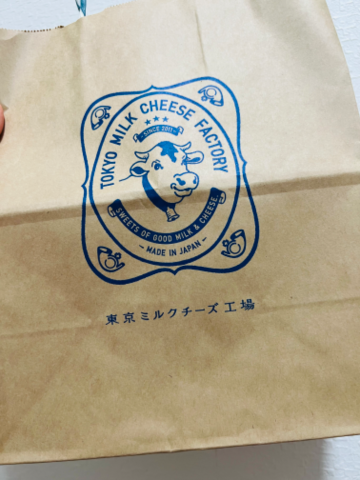 TOKYO MILK CHEESE FACTORY
SINCE 2011
SWEETS OF GOOD MILK & CHEESE
- MADE IN JAPAN -
東京ミルクチーズ工場